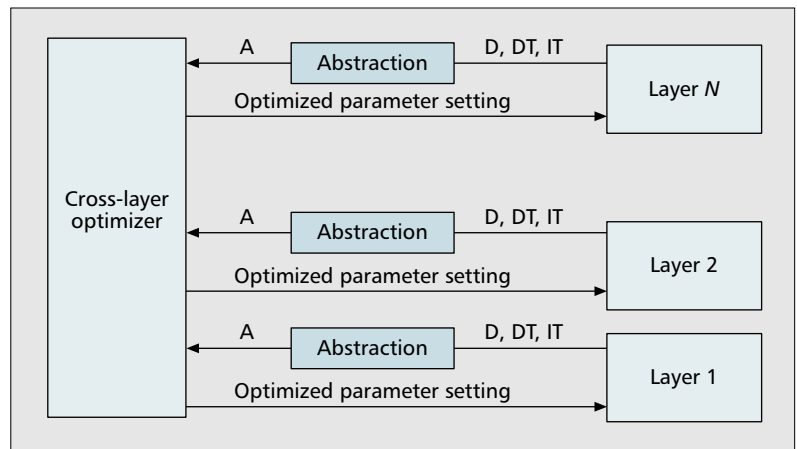 A
Abstraction
D, DT, IT
Layer N
Optimized parameter setting
Cross-layer
optimizer
A
Abstraction
D, DT, IT
Layer 2
Optimized parameter setting
A
Abstraction
D, DT, IT
Layer 1
Optimized parameter setting